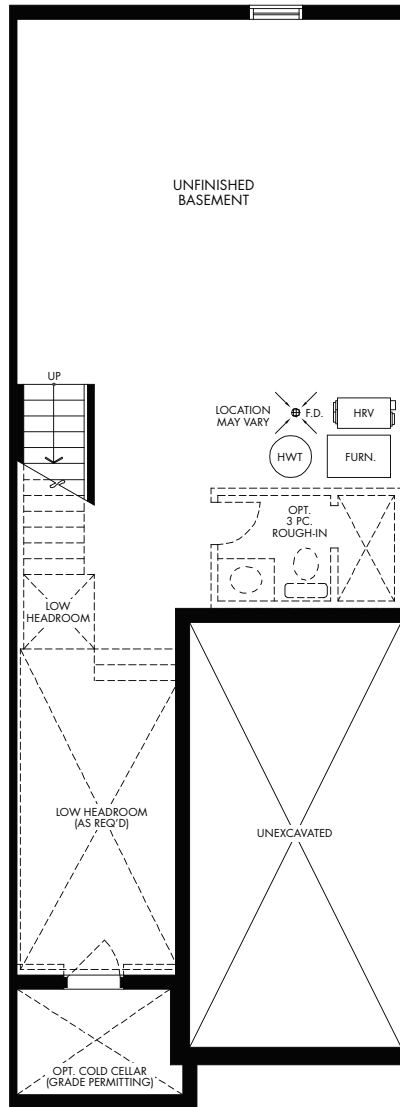 UNFINISHED
BASEMENT
UP
LOCATION
MAY VARY
F.D.
HRV
HWT
FURN.
OPT.
3 PC.
ROUGH-IN
LOW
HEADROOM
LOW HEADROOM
(AS REQ'D)
UNEXCAVATED
OPT. COLD CELLAR
(GRADE PERMITTING)